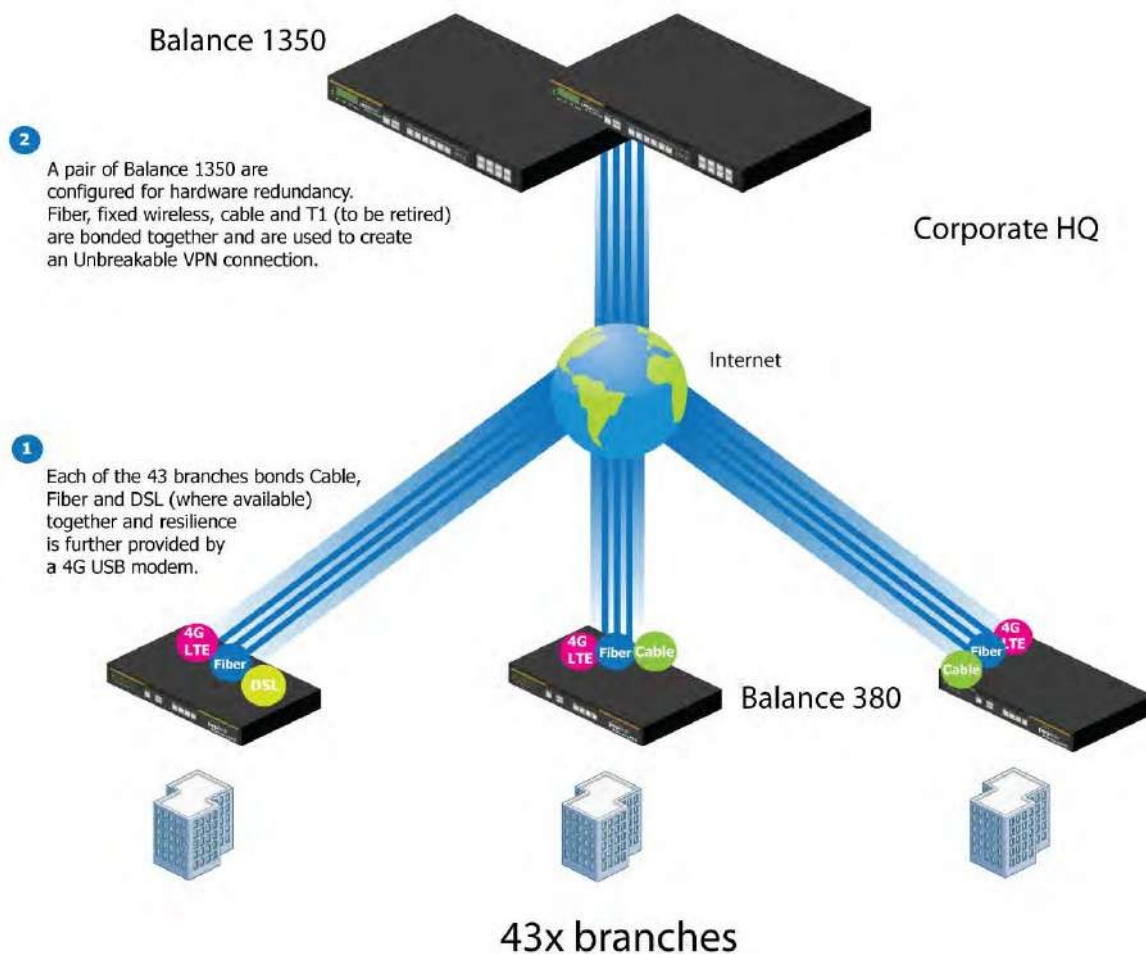 Balance 1350
2
A pair of Balance 1350 are
configured for hardware redundancy.
Fiber, fixed wireless, cable and T1 (to be retired)
are bonded together and are used to create
an Unbreakable VPN connection.
Corporate HQ
Internet
1
Each of the 43 branches bonds Cable,
Fiber and DSL (where available)
together and resilience
is further provided by
a 4G USB modem.
4G
LTE
Fiber
DSL
4G
LTE
Fiber
Cable
4G
LTE
Fiber
Cable
Balance 380
43x branches